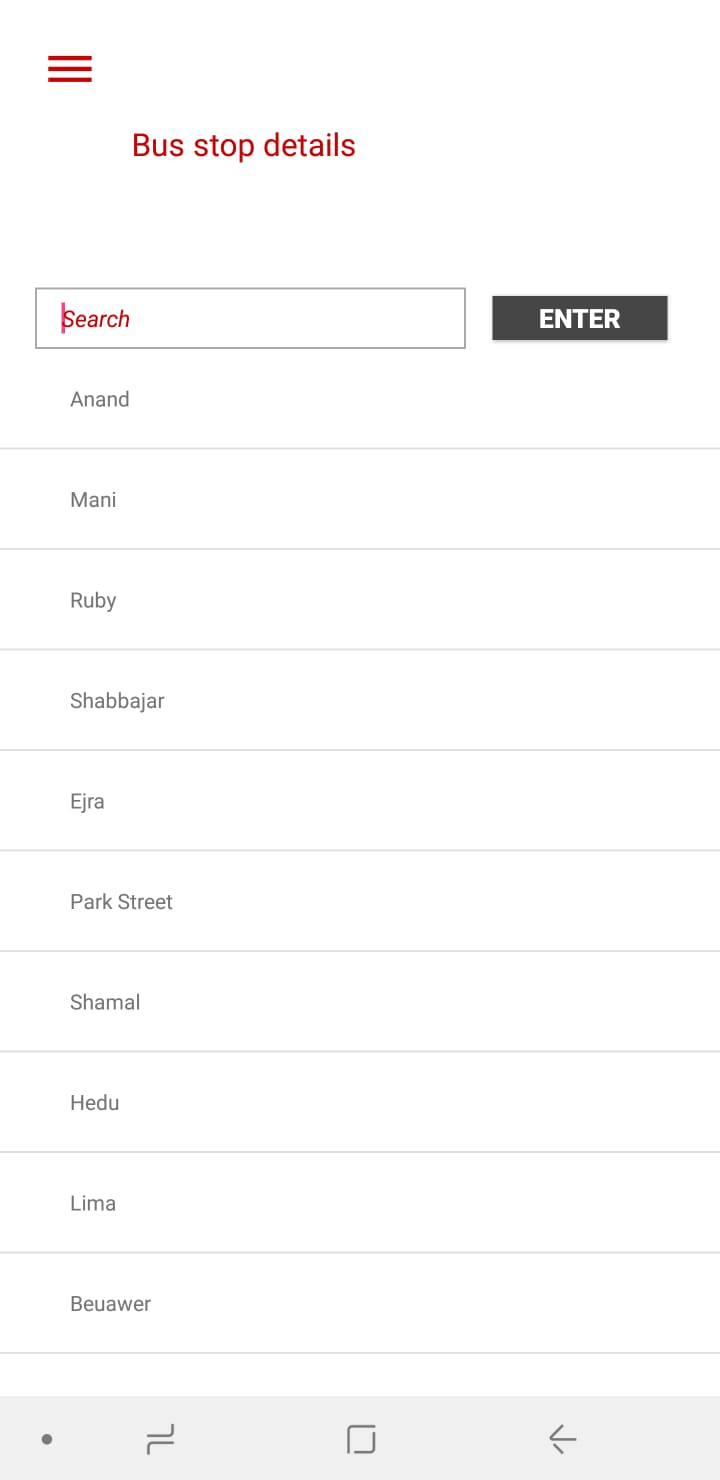 Bus stop details
Search
ENTER
Anand
Mani
Ruby
Shabbajar
Ejra
Park Street
Shamal
Hedu
Lima
Beuawer